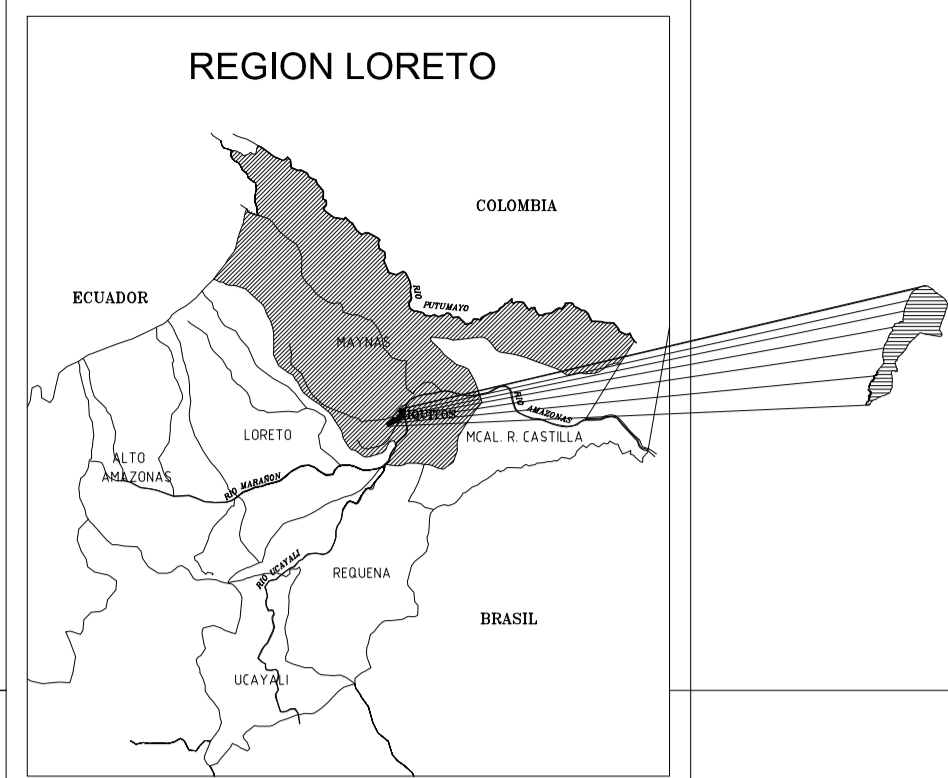 REGION LORETO
COLOMBIA
ECUADOR
RIO
PUTUMAYO
MAYNAS
IQUITOS
RIO
AMAZONAS
LORETO
MCAL. R. CASTILLA
ALTO
AMAZONAS
RIO MARAÑON
RIO UCAYALI
REQUENA
BRASIL
UCAYALI